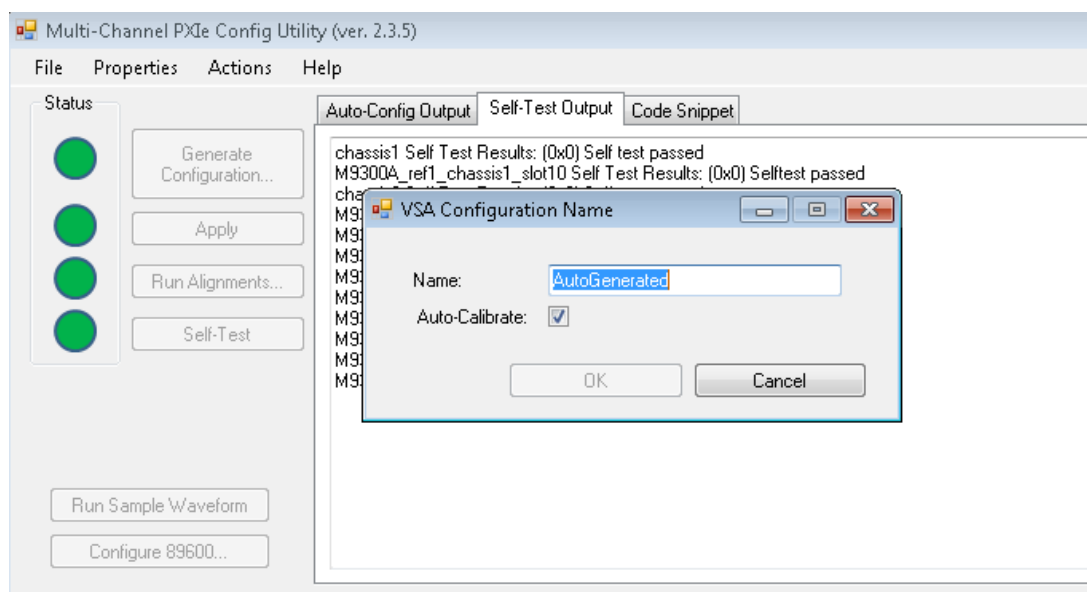 Multi-Channel PXIe Config Utility (ver. 2.3.5)
File Properties Actions Help
Status
Generate Configuration...
Apply
Run Alignments...
Self-Test
Run Sample Waveform
Configure 89600...
Auto-Config Output Self-Test Output Code Snippet
chassis1 Self Test Results: (0x0) Self test passed
M9300A_ref1_chassis1_slot10 Self Test Results: (0x0) Selftest passed
VSA Configuration Name
Name: AutoGenerated
Auto-Calibrate:
OK Cancel